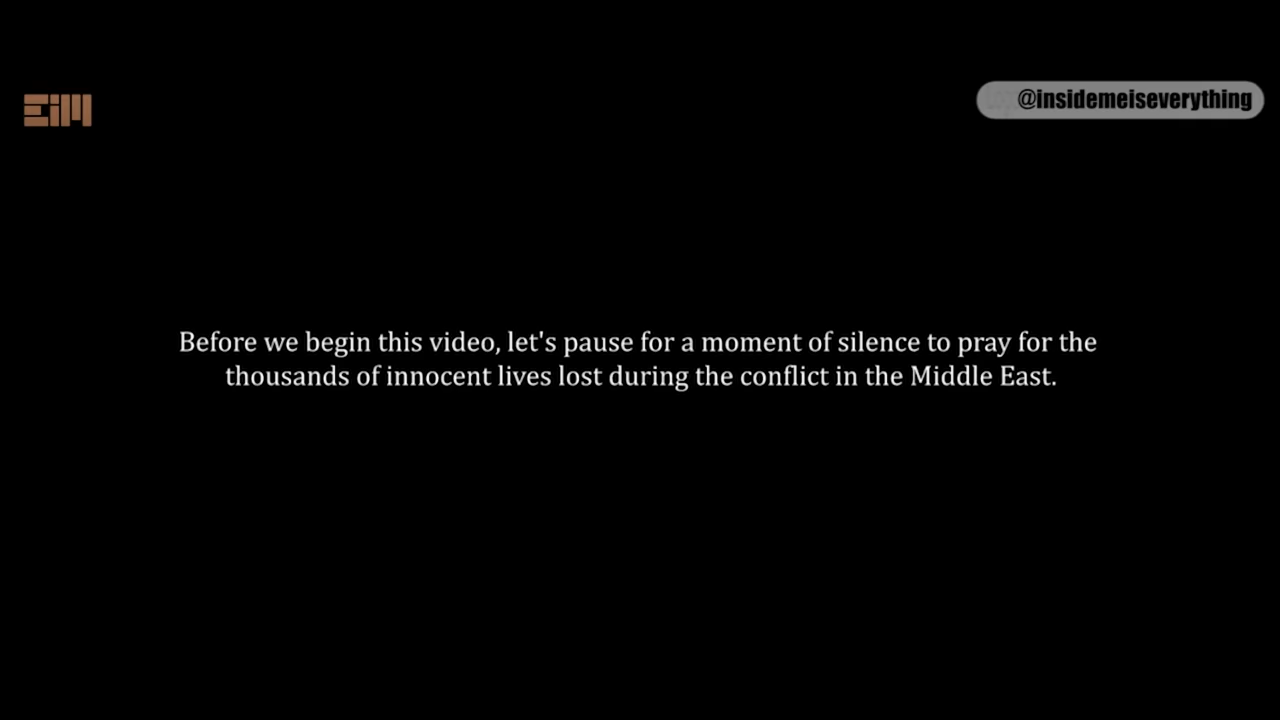 EiM
@insidemeiseverything
Before we begin this video, let's pause for a moment of silence to pray for the
thousands of innocent lives lost during the conflict in the Middle East.